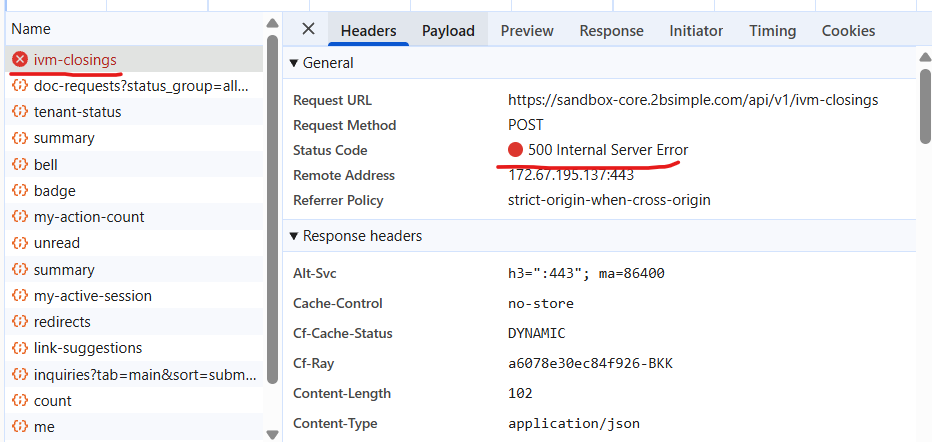 Name
ivm-closings
doc-requests?status_group=all...
tenant-status
summary
bell
badge
my-action-count
unread
summary
my-active-session
redirects
link-suggestions
inquiries?tab=main&sort=subm...
count
me
Headers Payload Preview Response Initiator Timing Cookies
General
Request URL https://sandbox-core.2bsimple.com/api/v1/ivm-closings
Request Method POST
Status Code 500 Internal Server Error
Remote Address 172.67.195.137:443
Referrer Policy strict-origin-when-cross-origin
Response headers
Alt-Svc h3=":443"; ma=86400
Cache-Control no-store
Cf-Cache-Status DYNAMIC
Cf-Ray a6078e30ec84f926-BKK
Content-Length 102
Content-Type application/json